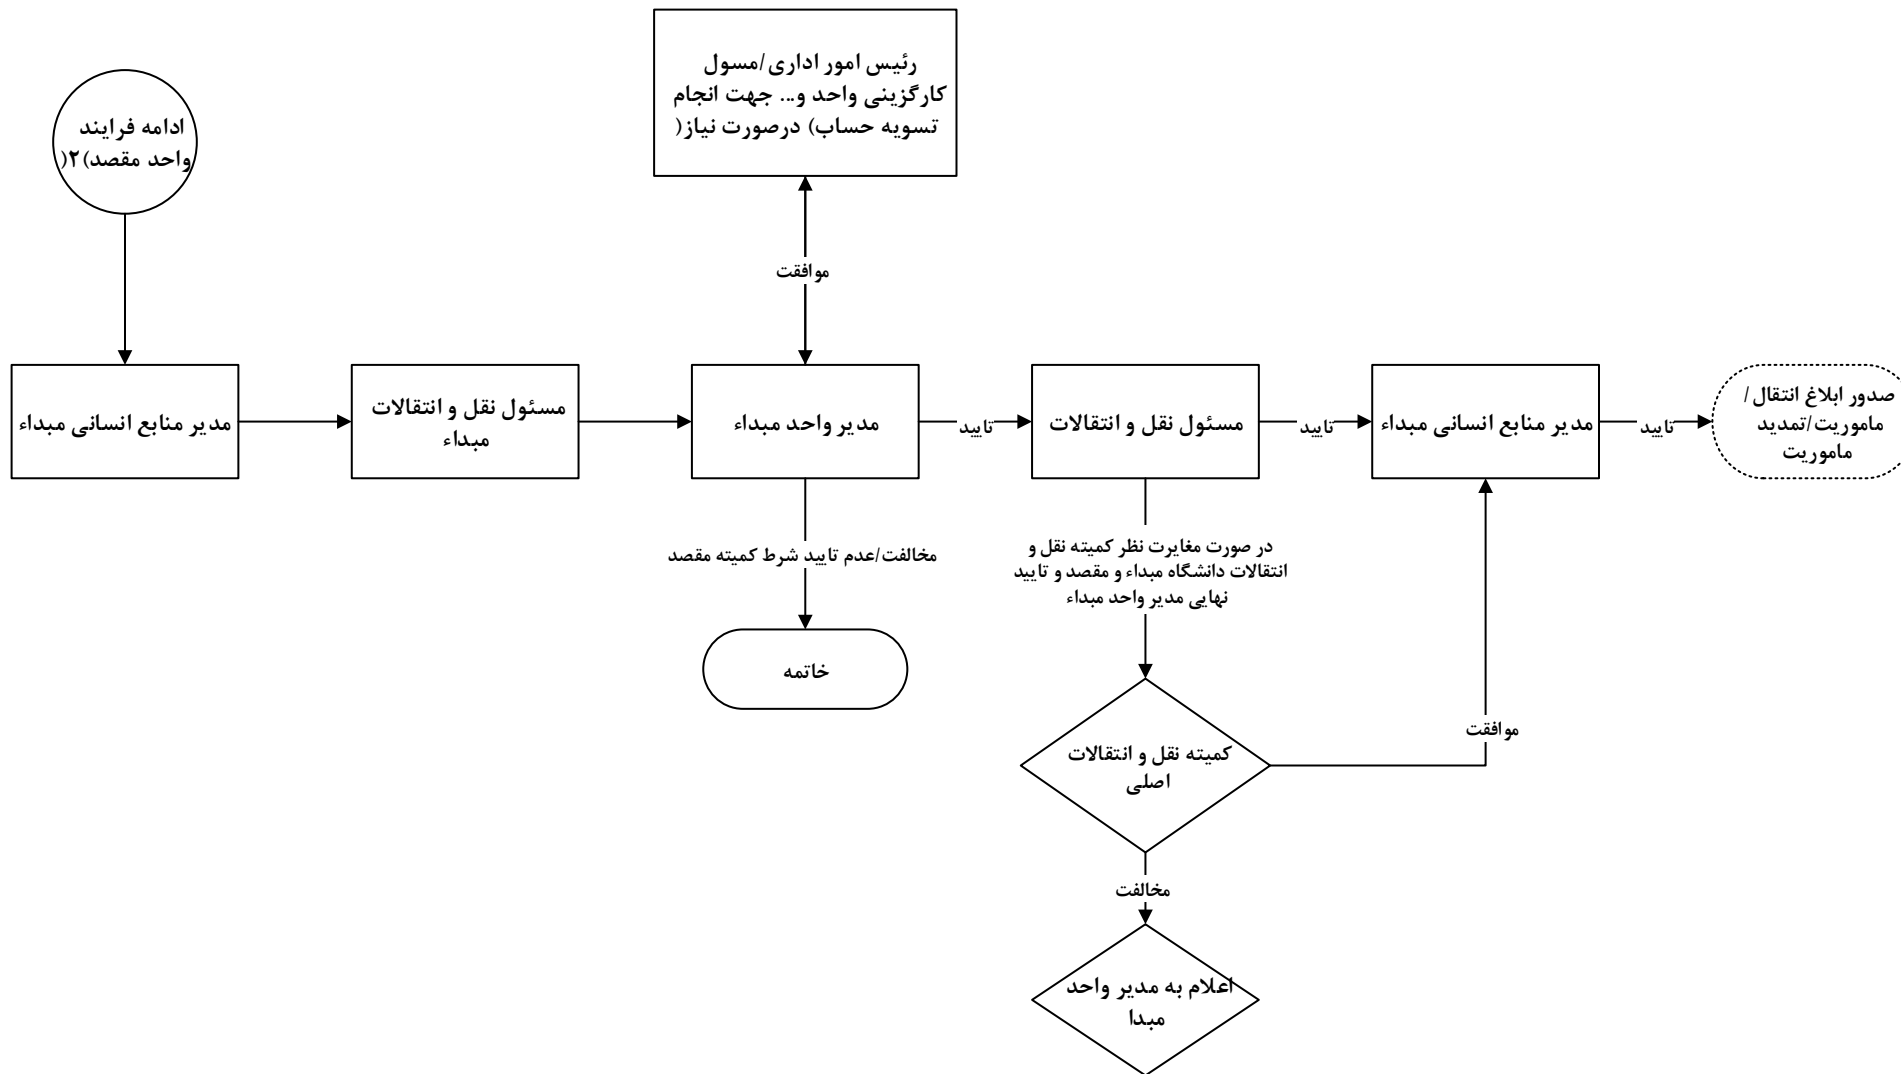 رئیس امور اداری/مسول
کارگزینی واحد و... جهت انجام
تسویه حساب) درصورت نیاز(
ادامه فرایند
واحد مقصد)۲(
موافقت
مدیر منابع انسانی مبداء
مسئول نقل و انتقالات
مبداء
مدیر واحد مبداء
تایید
مسئول نقل و انتقالات
تایید
مدیر منابع انسانی مبداء
تایید
صدور ابلاغ انتقال/
ماموریت/تمدید
ماموریت
مخالفت/عدم تایید شرط کمیته مقصد
در صورت مغایرت نظر کمیته نقل و
انتقالات دانشگاه مبداء و مقصد و تایید
نهایی مدیر واحد مبداء
خاتمه
کمیته نقل و انتقالات
اصلی
موافقت
مخالفت
اعلام به مدیر واحد
مبدا